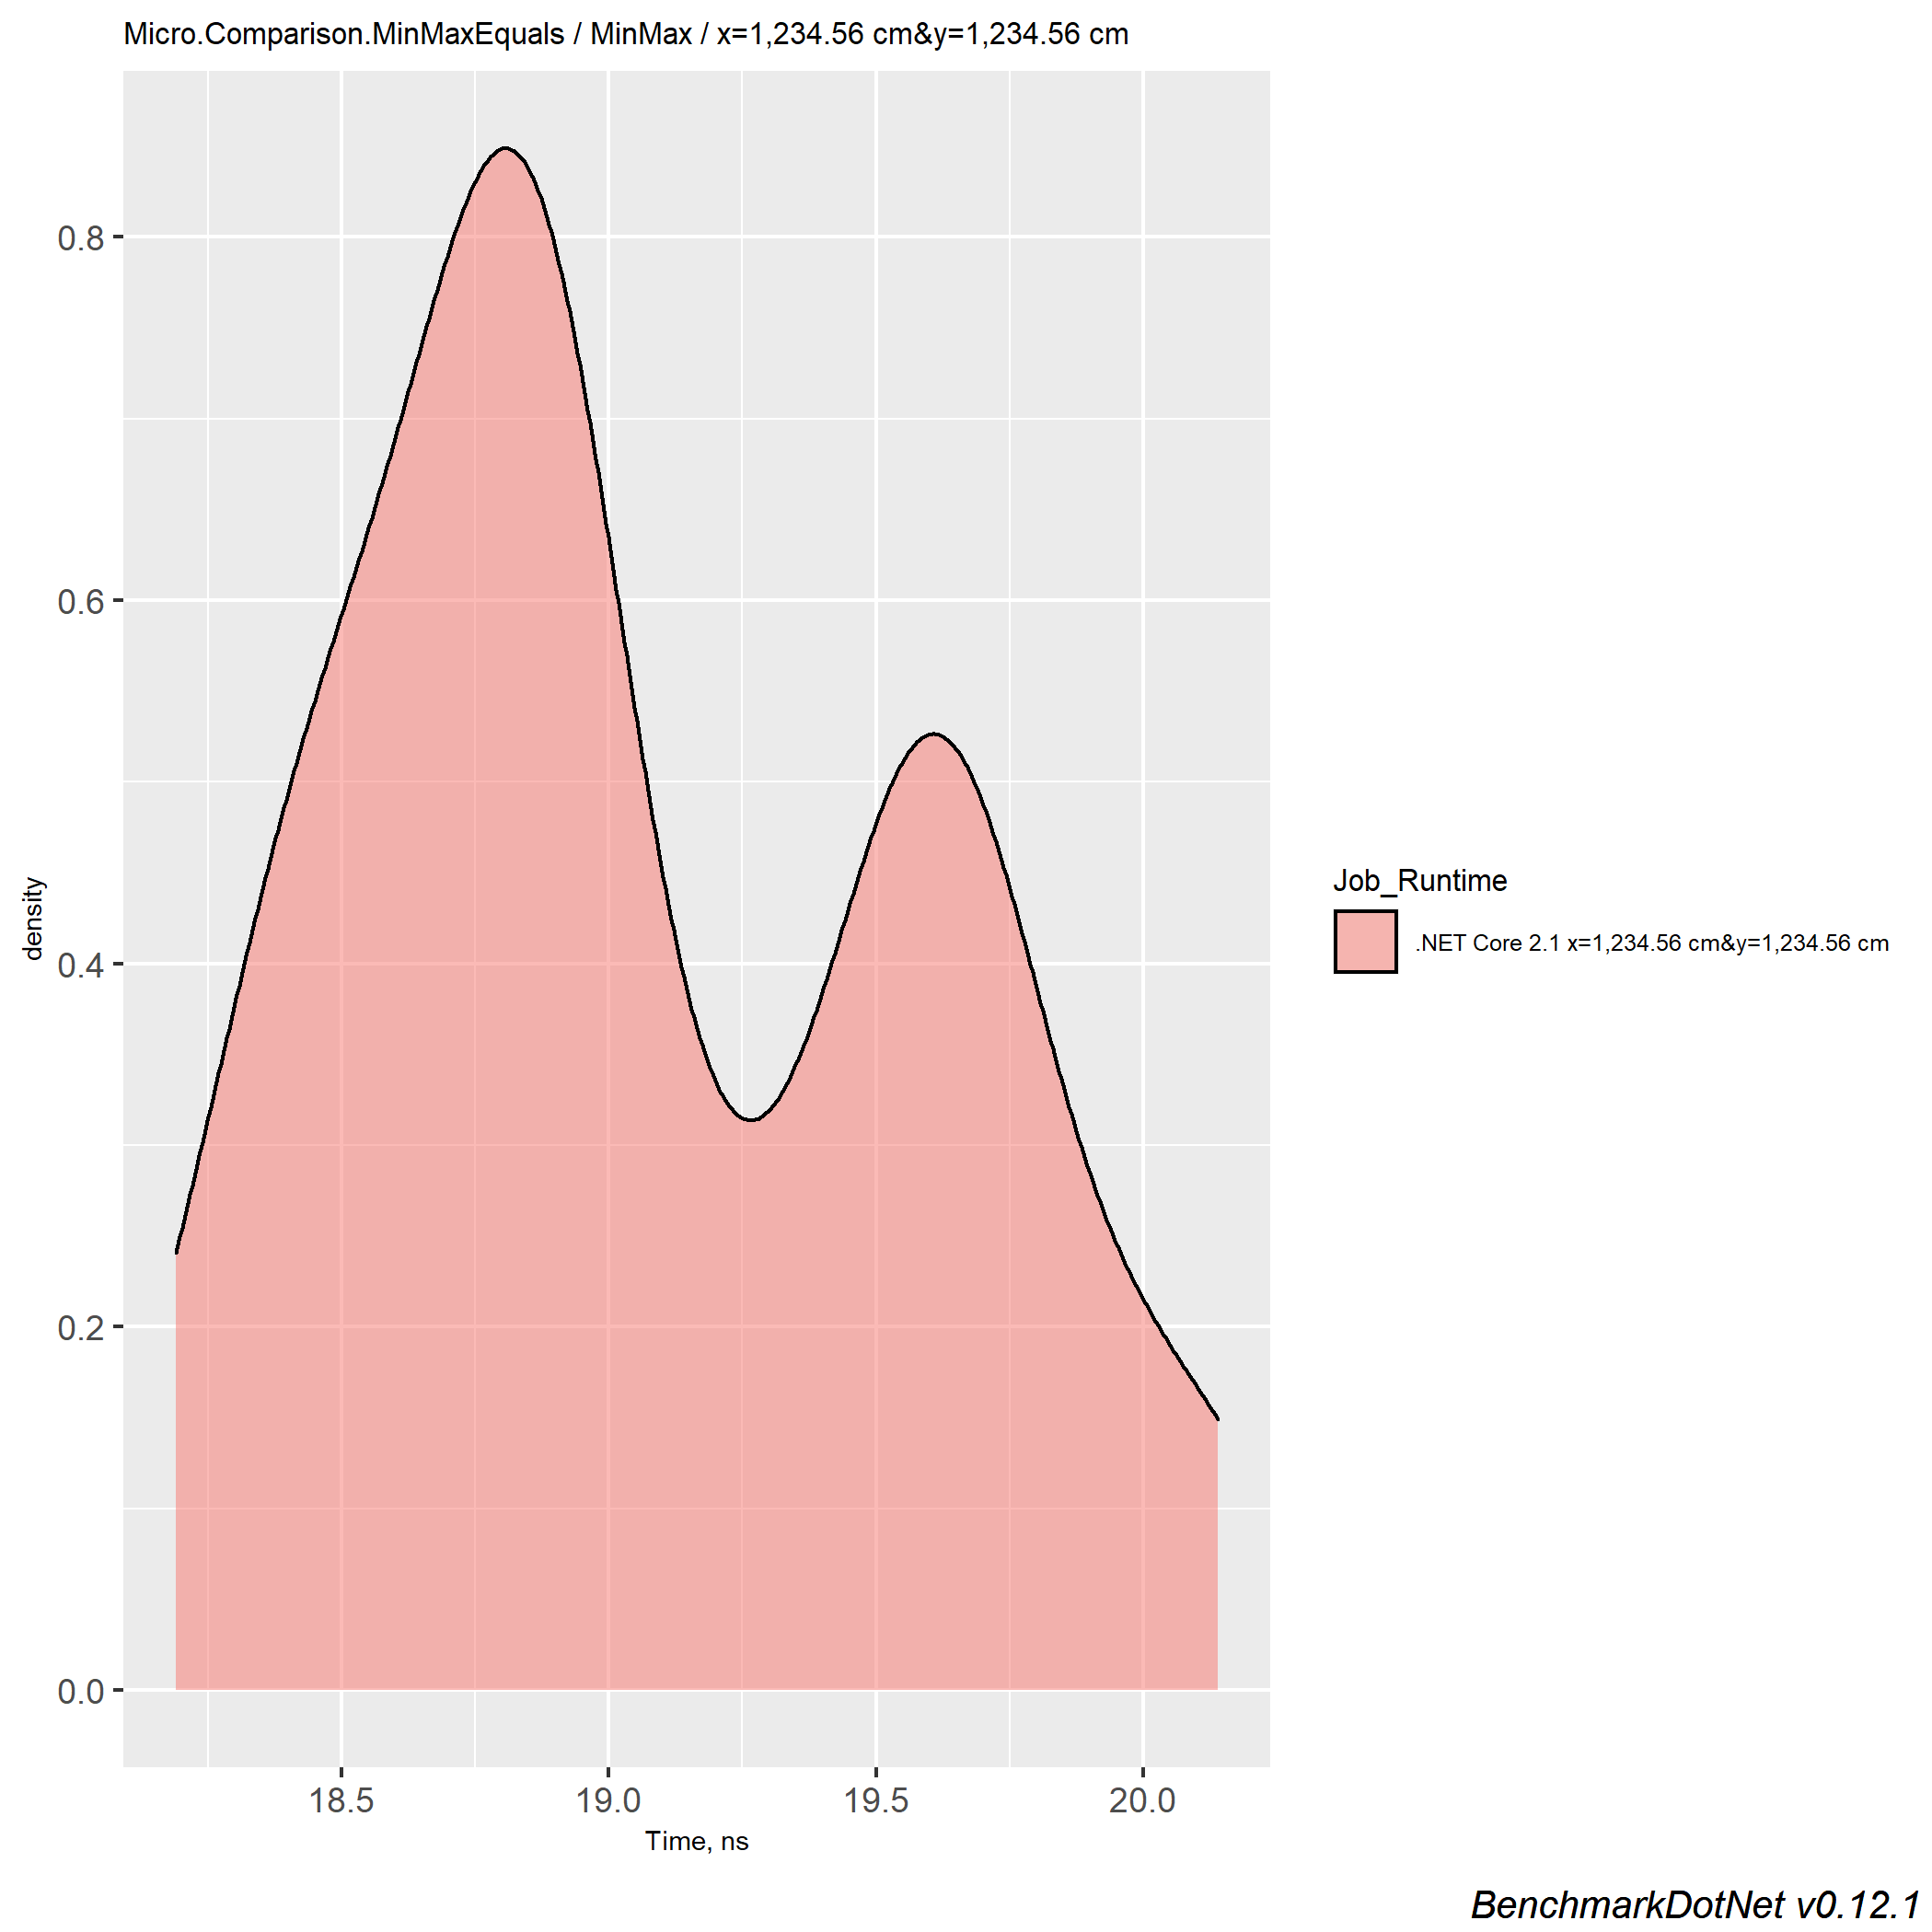 Micro.Comparison.MinMaxEquals / MinMax / x=1,234.56 cm&y=1,234.56 cm
density
0.8
0.6
0.4
0.2
0.0
18.5 19.0 19.5 20.0
Time, ns
Job_Runtime
.NET Core 2.1 x=1,234.56 cm&y=1,234.56 cm
BenchmarkDotNet v0.12.1